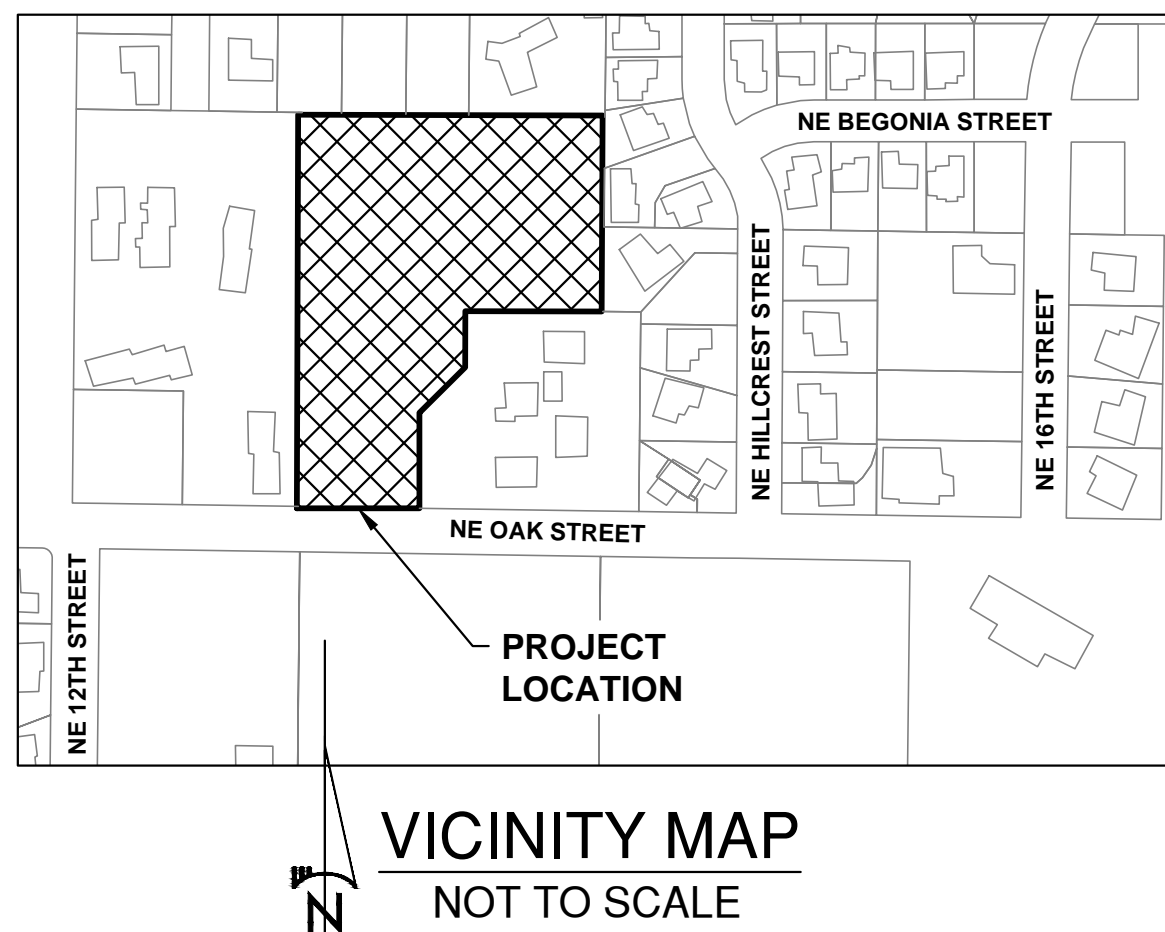 NE BEGONIA STREET
NE HILLCREST STREET
NE 16TH STREET
NE OAK STREET
NE 12TH STREET
PROJECT
LOCATION
VICINITY MAP
NOT TO SCALE
N